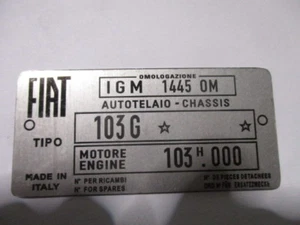 OMOLOGAZIONE
FIAT IGM 1445 OM
AUTOTELAIO - CHASSIS
TIPO 103G ☆ ☆
MOTORE ENGINE 103H.000
MADE IN ITALY
N° PER RICAMBI
N° FOR SPARES